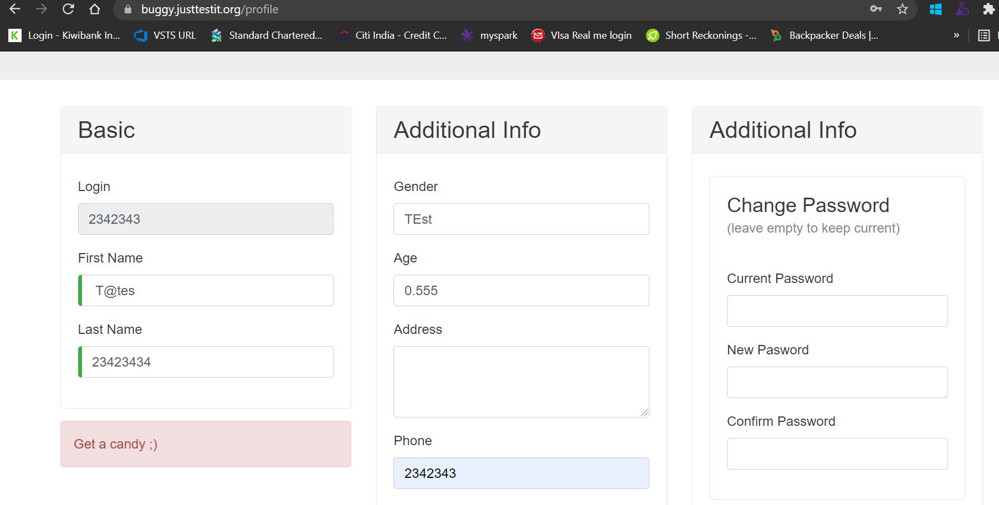 buggy.justtestit.org/profile
Login - Kiwibank In...
VSTS URL
Standard Chartered...
Citi India - Credit C...
myspark
VIsa Real me login
Short Reckonings -...
Backpacker Deals |...
»
Basic
Login
2342343
First Name
T@tes
Last Name
23423434
Get a candy ;)
Additional Info
Gender
TEst
Age
0.555
Address
Phone
2342343
Additional Info
Change Password
(leave empty to keep current)
Current Password
New Pasword
Confirm Password